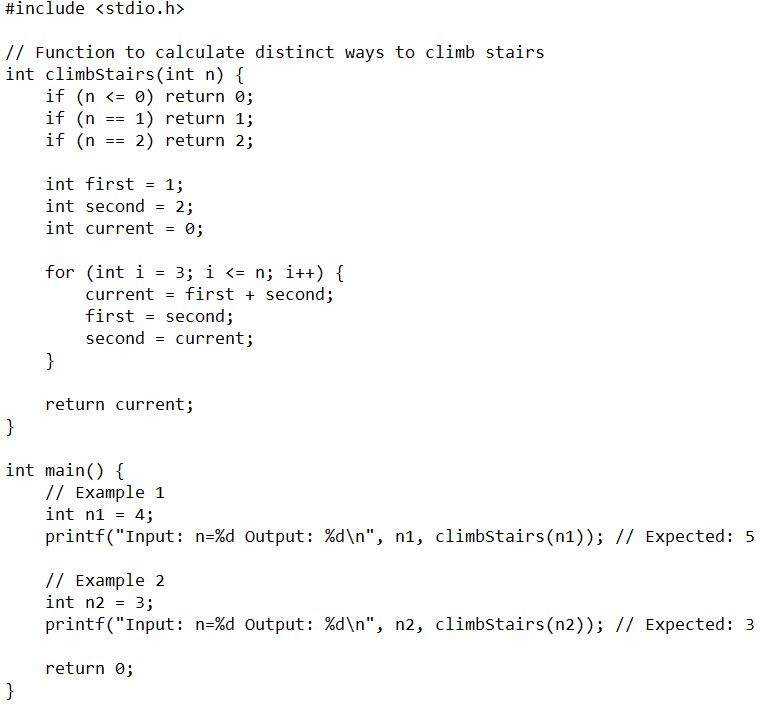 #include <stdio.h>

// Function to calculate distinct ways to climb stairs
int climbStairs(int n) {
    if (n <= 0) return 0;
    if (n == 1) return 1;
    if (n == 2) return 2;

    int first = 1;
    int second = 2;
    int current = 0;

    for (int i = 3; i <= n; i++) {
        current = first + second;
        first = second;
        second = current;
    }

    return current;
}

int main() {
    // Example 1
    int n1 = 4;
    printf("Input: n=%d Output: %d\n", n1, climbStairs(n1)); // Expected: 5

    // Example 2
    int n2 = 3;
    printf("Input: n=%d Output: %d\n", n2, climbStairs(n2)); // Expected: 3

    return 0;
}